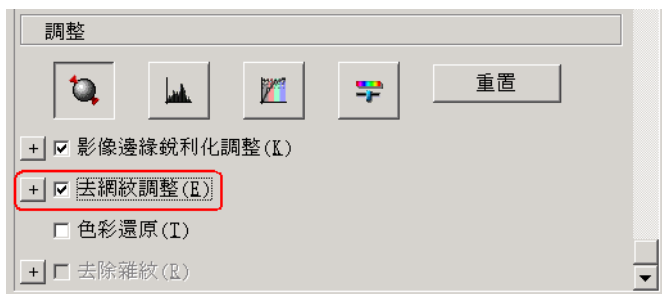 調整
重置
影像邊緣銳利化調整(K)
去網紋調整(E)
色彩還原(T)
去除雜紋(R)